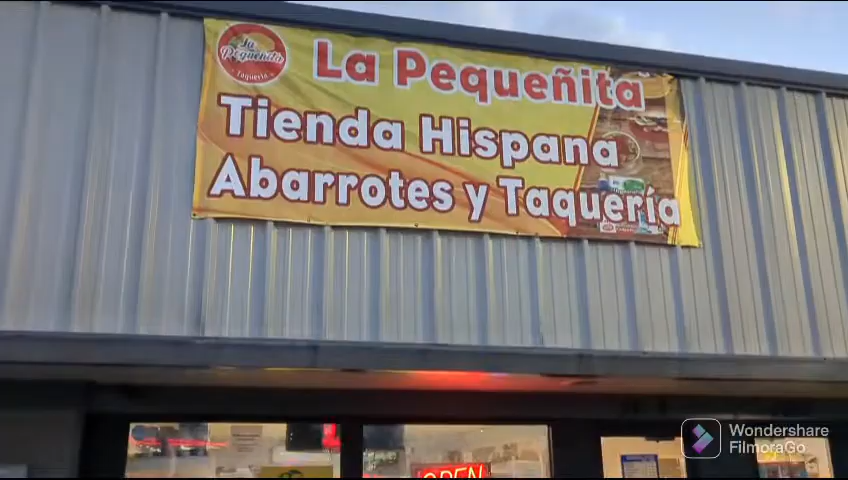 La Pequeñita
Taquería
La Pequeñita
Tienda Hispana
Abarrotes y Taquería
OPEN
Wondershare
FilmoraGo